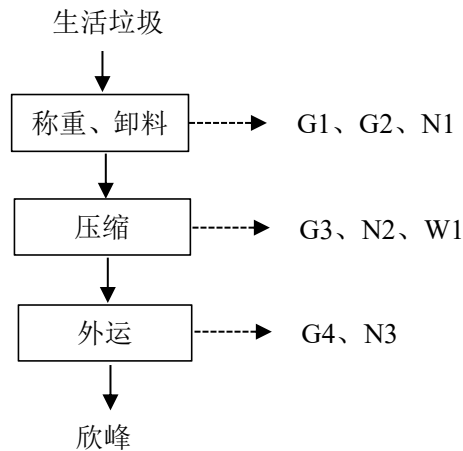 生活垃圾
称重、卸料
G1、G2、N1
压缩
G3、N2、W1
外运
G4、N3
欣峰